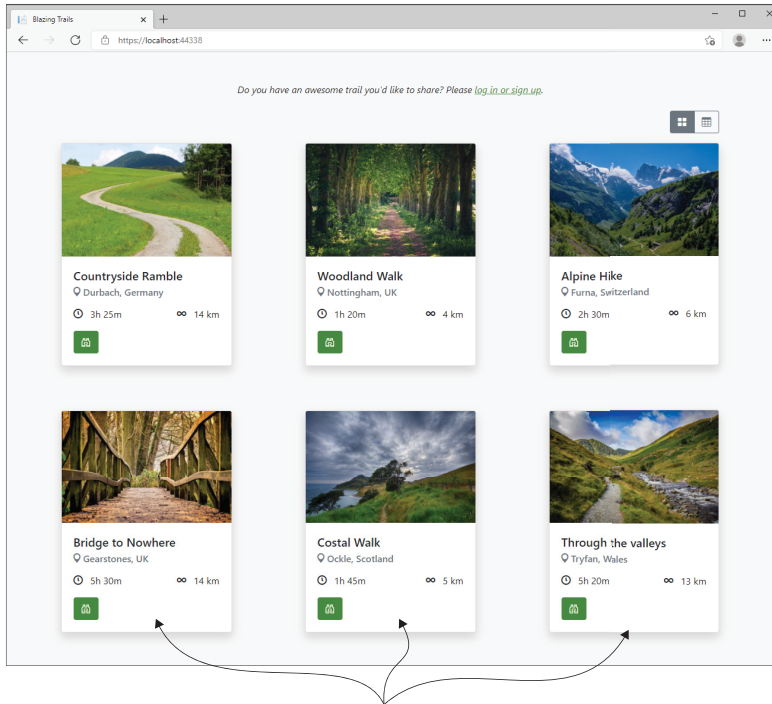 Blazing Trails
https://localhost:44338
Do you have an awesome trail you'd like to share? Please log in or sign up.
Countryside Ramble
Durbach, Germany
3h 25m 14 km
Woodland Walk
Nottingham, UK
1h 20m 4 km
Alpine Hike
Furna, Switzerland
2h 30m 6 km
Bridge to Nowhere
Gearstones, UK
5h 30m 14 km
Costal Walk
Ockle, Scotland
1h 45m 5 km
Through the valleys
Tryfan, Wales
5h 20m 13 km